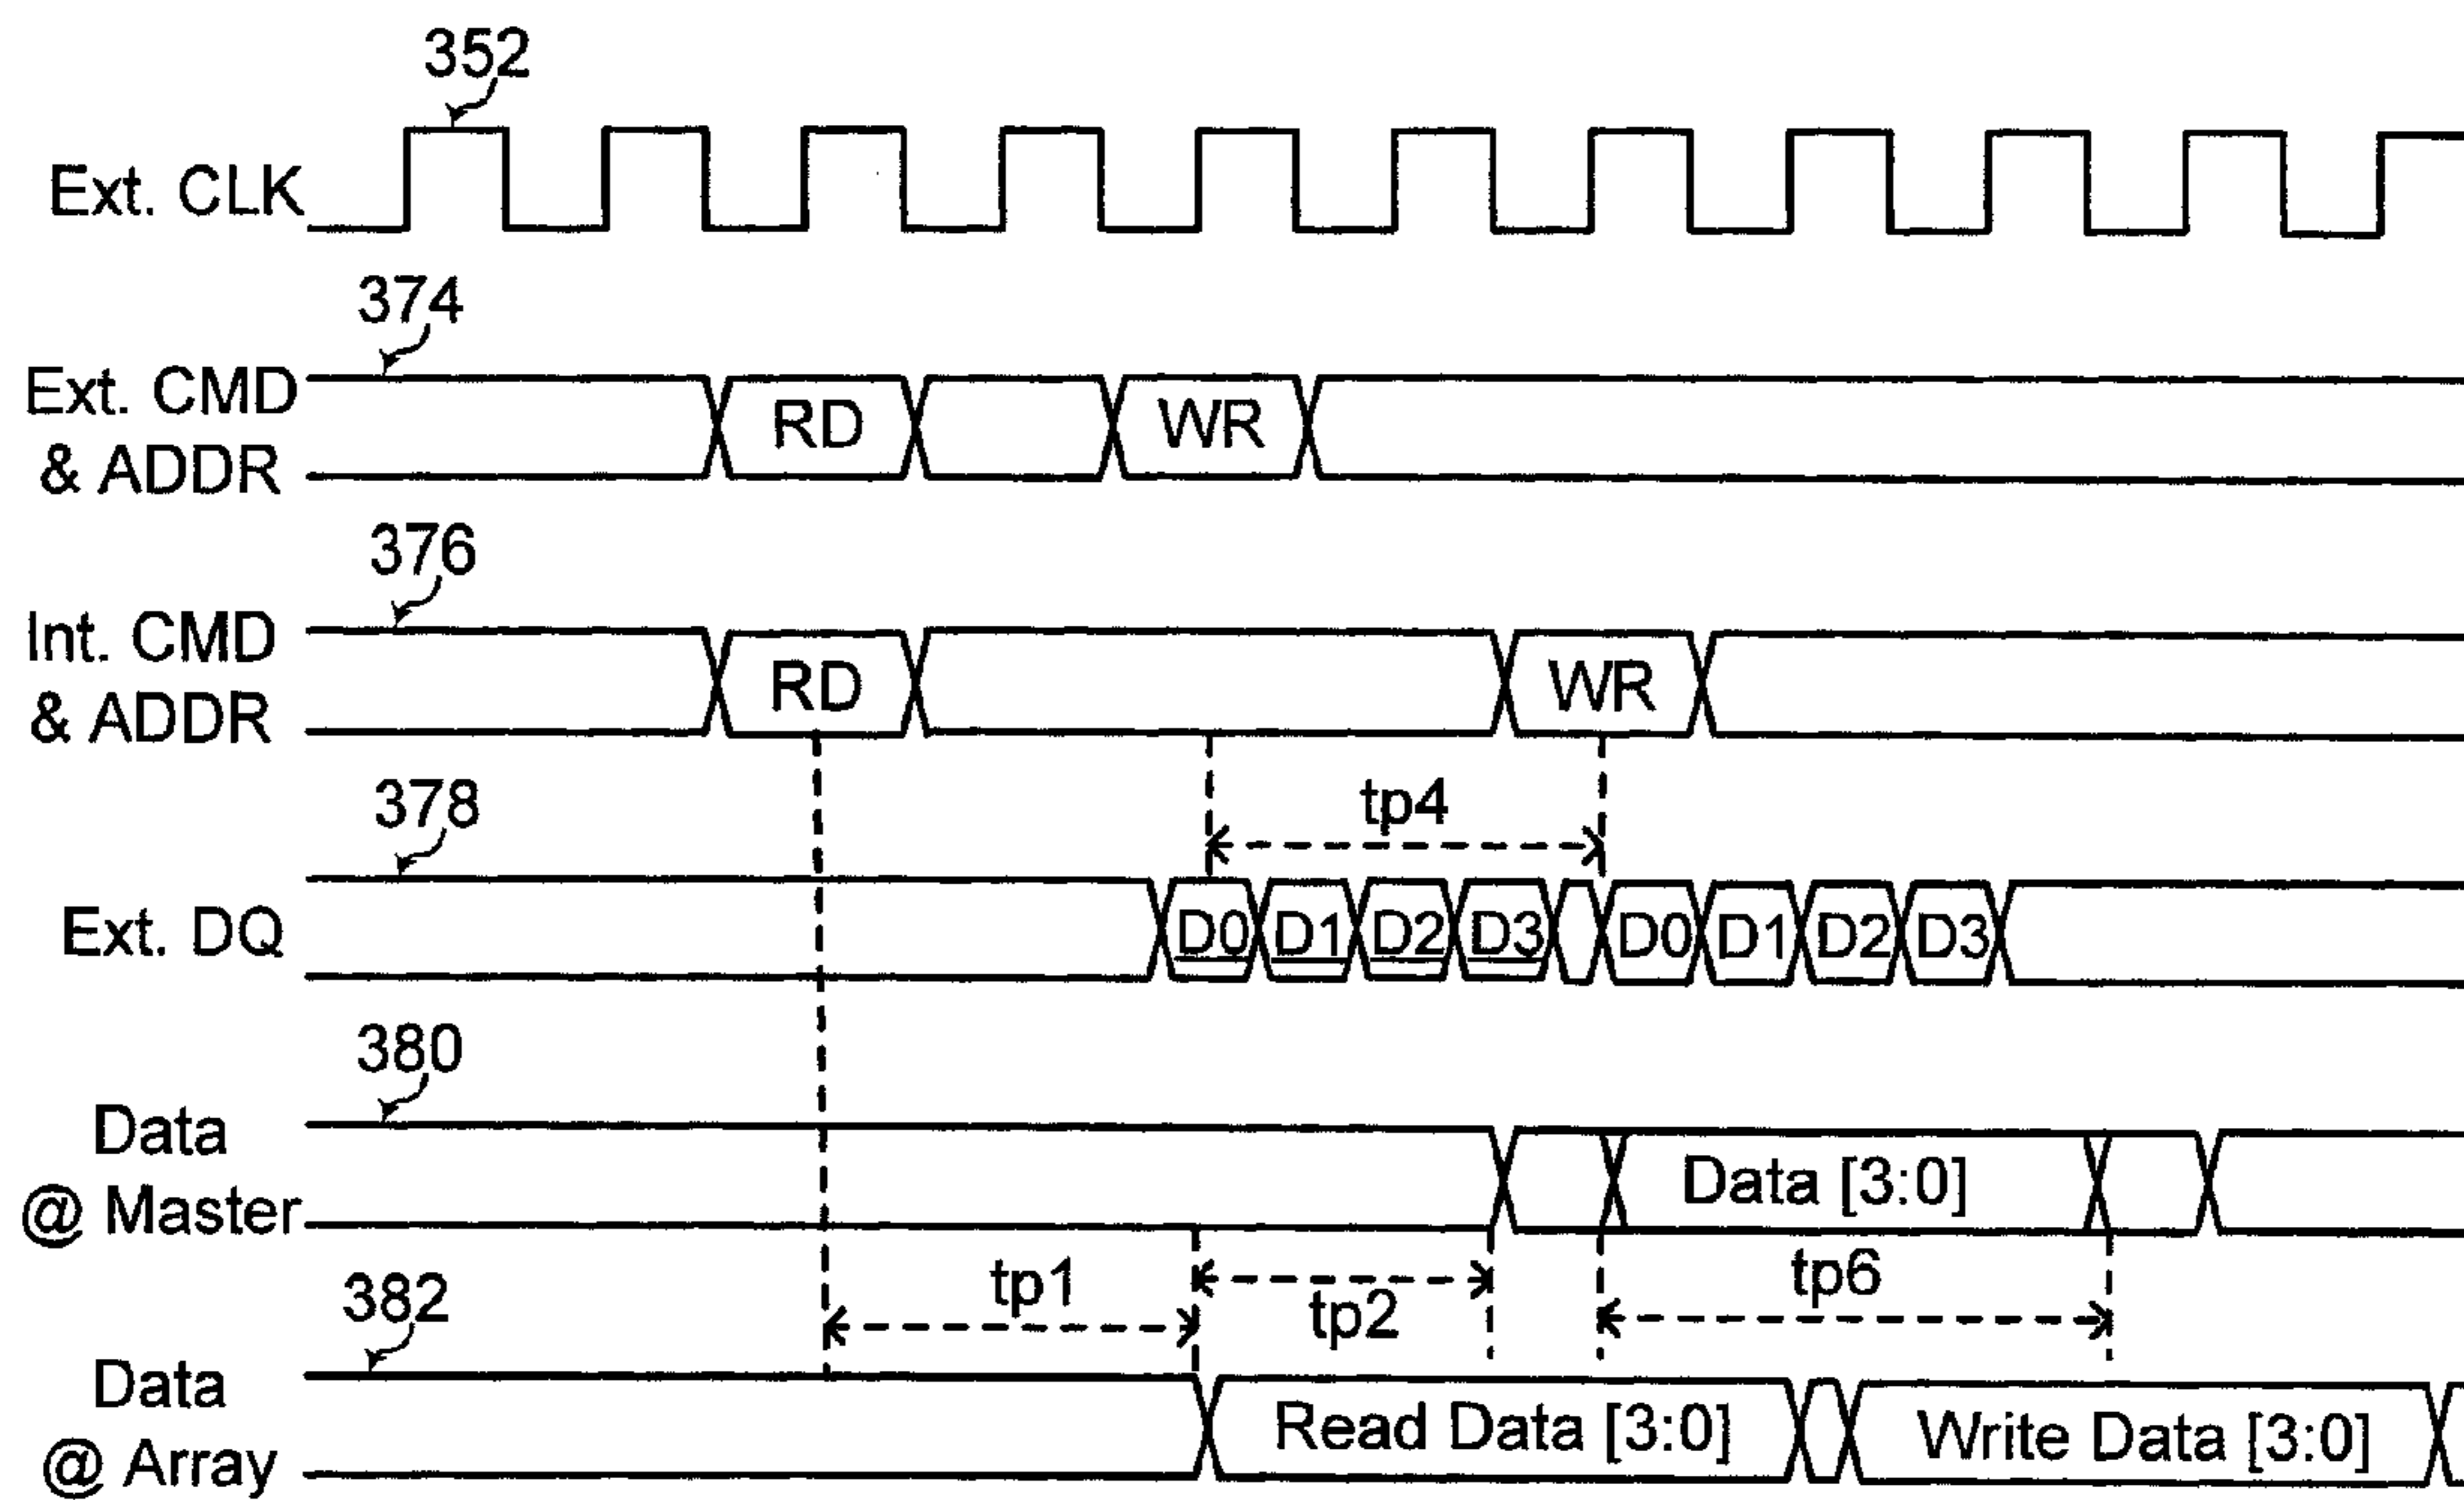 352
Ext. CLK
374
Ext. CMD RD WR
& ADDR
376
Int. CMD RD WR
& ADDR
378
tp4
Ext. DQ D0 D1 D2 D3 D0 D1 D2 D3
380
Data Data [3:0]
@ Master
tp1 tp2 tp6
382
Data Read Data [3:0] Write Data [3:0]
@ Array